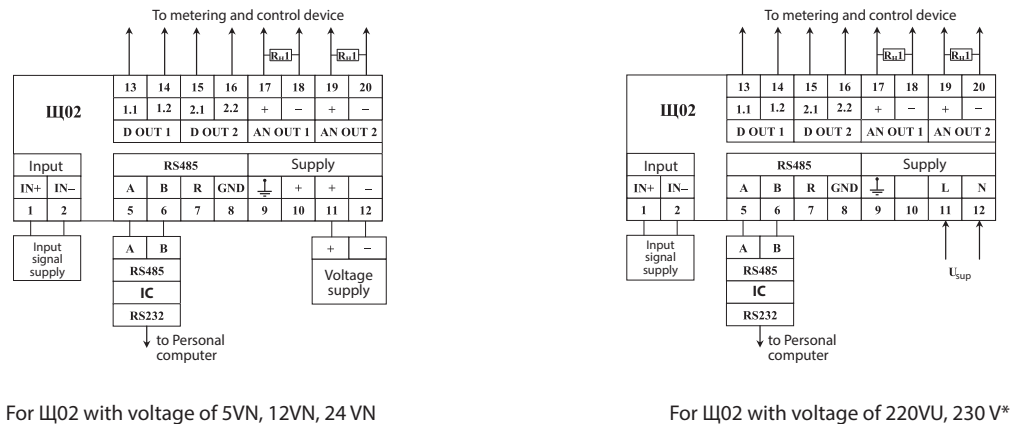 To metering and control device
Rн1 Rн1
13 14 15 16 17 18 19 20
Щ02
1.1 1.2 2.1 2.2 + – + –
D OUT 1 D OUT 2 AN OUT 1 AN OUT 2
Input RS485 Supply
IN+ IN– A B R GND + + –
1 2 5 6 7 8 9 10 11 12
Input signal supply
A B
RS485
IC
RS232
+ –
Voltage supply
to Personal computer
For Щ02 with voltage of 5VN, 12VN, 24 VN
To metering and control device
Rн1 Rн1
13 14 15 16 17 18 19 20
Щ02
1.1 1.2 2.1 2.2 + – + –
D OUT 1 D OUT 2 AN OUT 1 AN OUT 2
Input RS485 Supply
IN+ IN– A B R GND L N
1 2 5 6 7 8 9 10 11 12
Input signal supply
A B
RS485
IC
RS232
Usup
to Personal computer
For Щ02 with voltage of 220VU, 230 V*